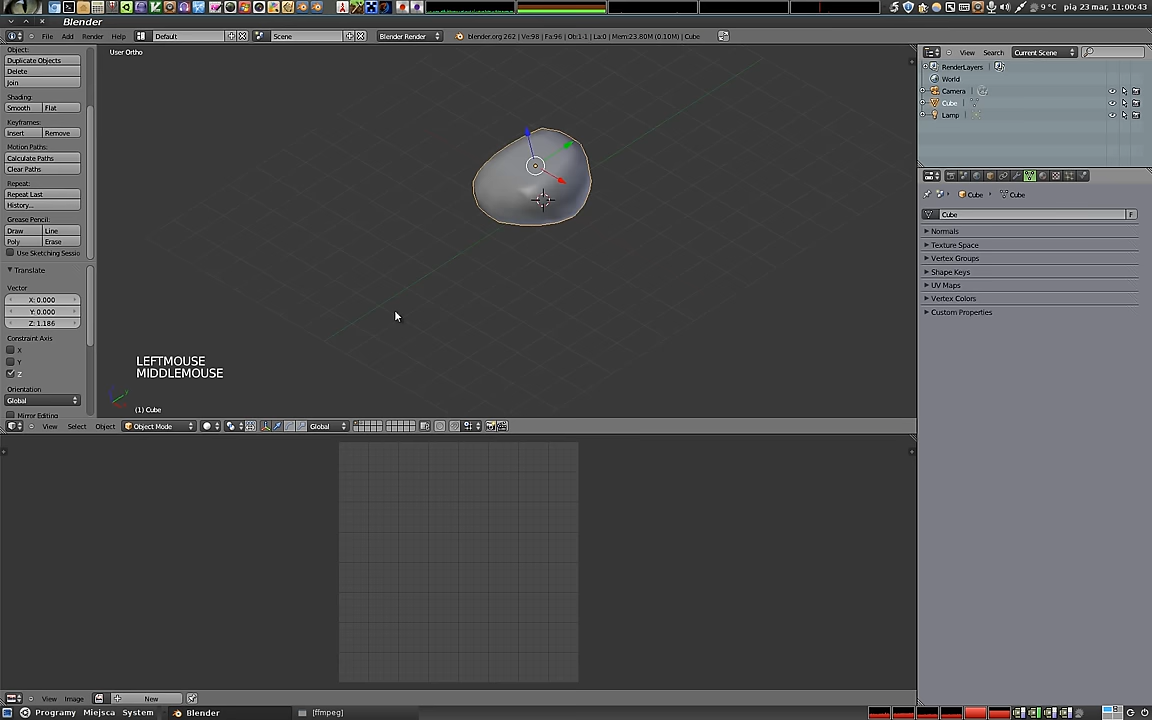 9 °C pią 23 mar, 11:00:43
Blender
File Add Render Help Default Scene Blender Render blender.org 262 | Ve:98 | Fa:96 | Ob:1-1 | La:0 | Mem:23.80M (0.10M) | Cube
Object:
Duplicate Objects
Delete
Join
Shading:
Smooth Flat
Keyframes:
Insert Remove
Motion Paths:
Calculate Paths
Clear Paths
Repeat:
Repeat Last
History...
Grease Pencil:
Draw Line
Poly Erase
Use Sketching Sessio
Translate
Vector
X: 0.000
Y: 0.000
Z: 1.186
Constraint Axis
X
Y
Z
Orientation
Global
Mirror Editing
User Ortho
LEFTMOUSE
MIDDLEMOUSE
(1) Cube
View Select Object Object Mode Global
View Search: Current Scene
RenderLayers
World
Camera
Cube
Lamp
Cube Cube
Cube F
Normals
Texture Space
Vertex Groups
Shape Keys
UV Maps
Vertex Colors
Custom Properties
View Image New
Programy Miejsca System Blender [ffmpeg]